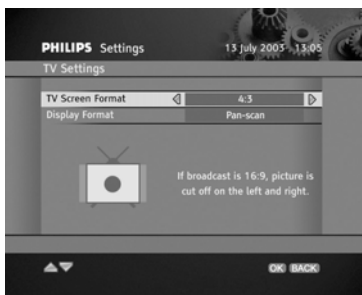 PHILIPS Settings
13 July 2003 13:05
TV Settings
TV Screen Format 4:3
Display Format Pan-scan
If broadcast is 16:9, picture is
cut off on the left and right.
OK BACK